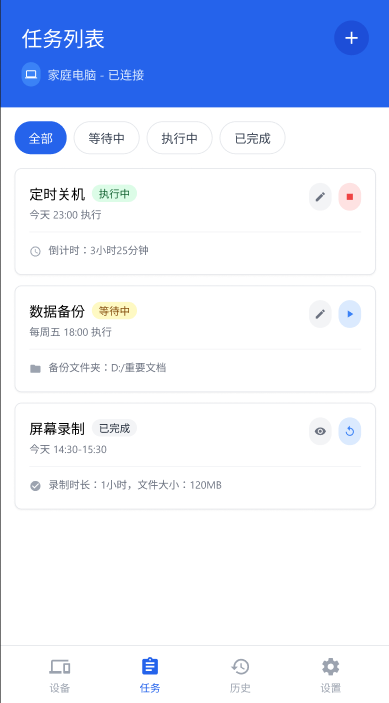 任务列表
家庭电脑 - 已连接
全部 等待中 执行中 已完成
定时关机 执行中
今天 23:00 执行
倒计时：3小时25分钟
数据备份 等待中
每周五 18:00 执行
备份文件夹：D:/重要文档
屏幕录制 已完成
今天 14:30-15:30
录制时长：1小时，文件大小：120MB
设备 任务 历史 设置